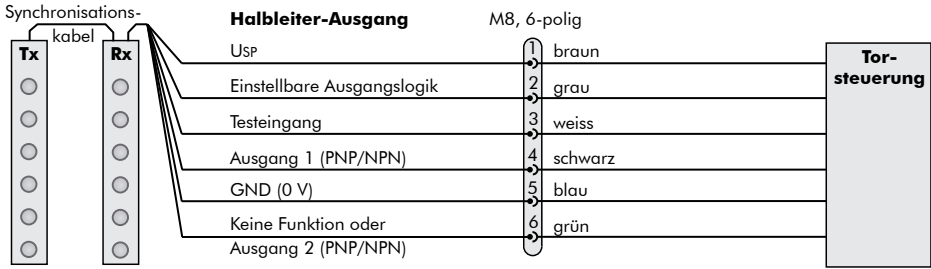 Synchronisations-
kabel
Tx
Rx
Halbleiter-Ausgang
M8, 6-polig
USP
1 braun
Einstellbare Ausgangslogik
2 grau
Testeingang
3 weiss
Ausgang 1 (PNP/NPN)
4 schwarz
GND (0 V)
5 blau
Keine Funktion oder
Ausgang 2 (PNP/NPN)
6 grün
Tor-
steuerung